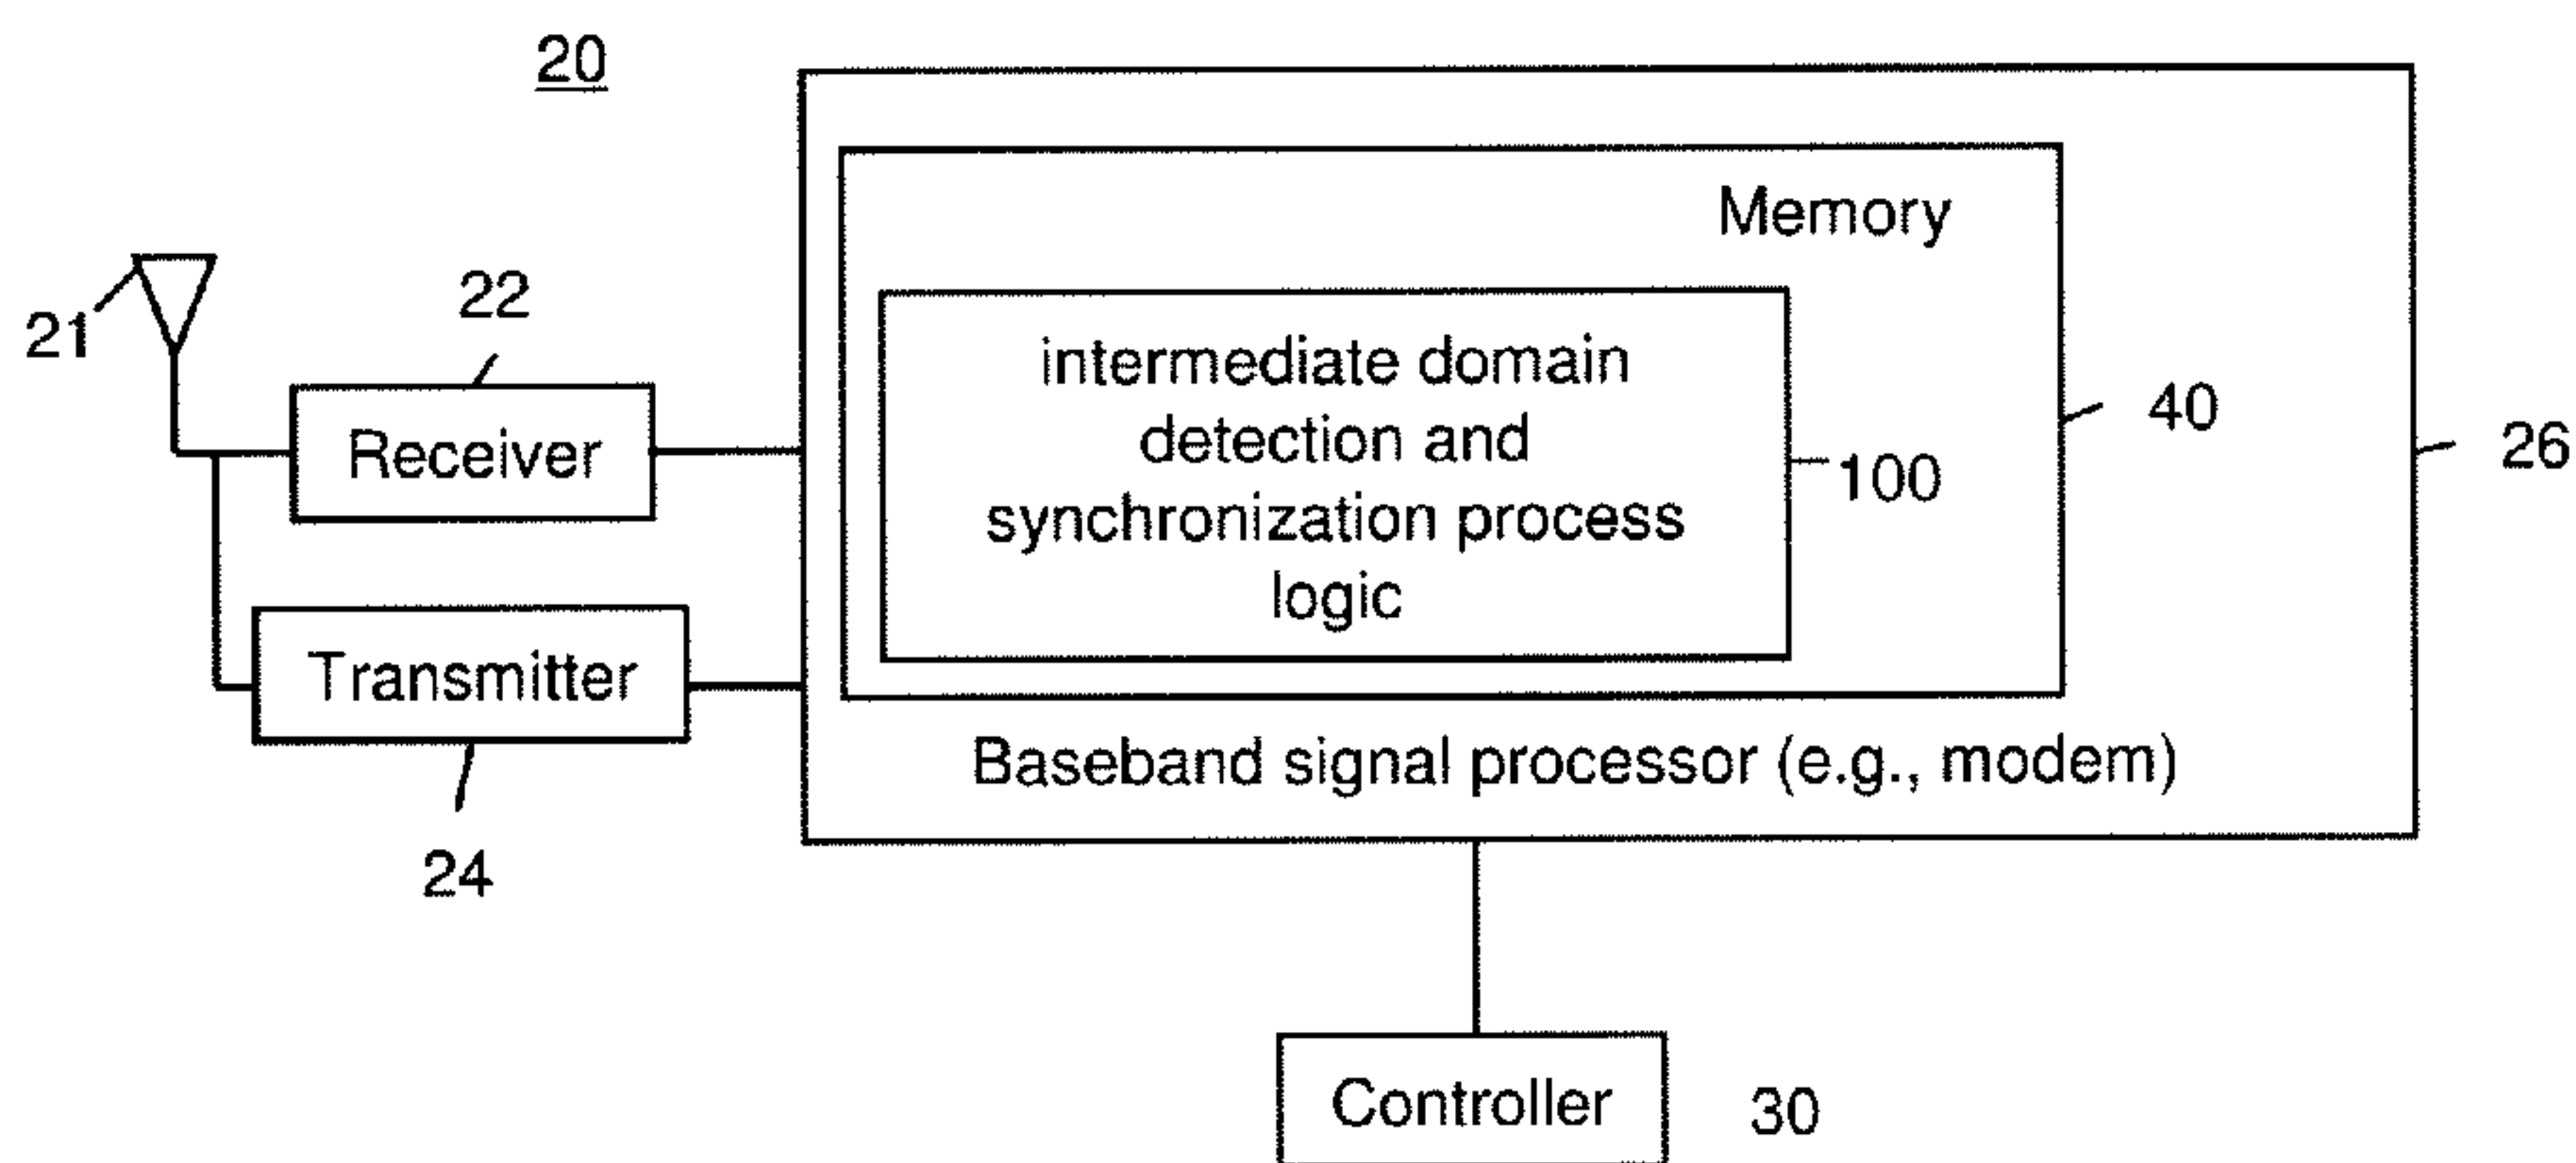 20
Memory
21
22
intermediate domain
detection and
synchronization process
logic
Receiver
40
26
100
Transmitter
24
Baseband signal processor (e.g., modem)
Controller
30